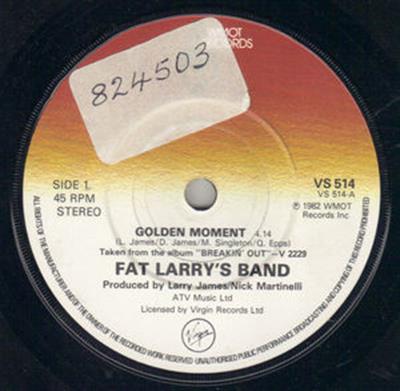 WMOT
RECORDS
824503
SIDE 1
45 RPM
STEREO
VS 514
VS 514-A
℗ 1982 WMOT
Records Inc
GOLDEN MOMENT 4.14
(L. James/D. James/M. Singleton/Q. Epps)
Taken from the album "BREAKIN' OUT"–V 2229
FAT LARRY'S BAND
Produced by Larry James/Nick Martinelli
ATV Music Ltd
Licensed by Virgin Records Ltd
Virgin
ALL RIGHTS OF THE MANUFACTURER AND OF THE OWNER OF THE RECORDED WORK RESERVED UNAUTHORISED PUBLIC PERFORMANCE, BROADCASTING AND COPYING OF THIS RECORD PROHIBITED